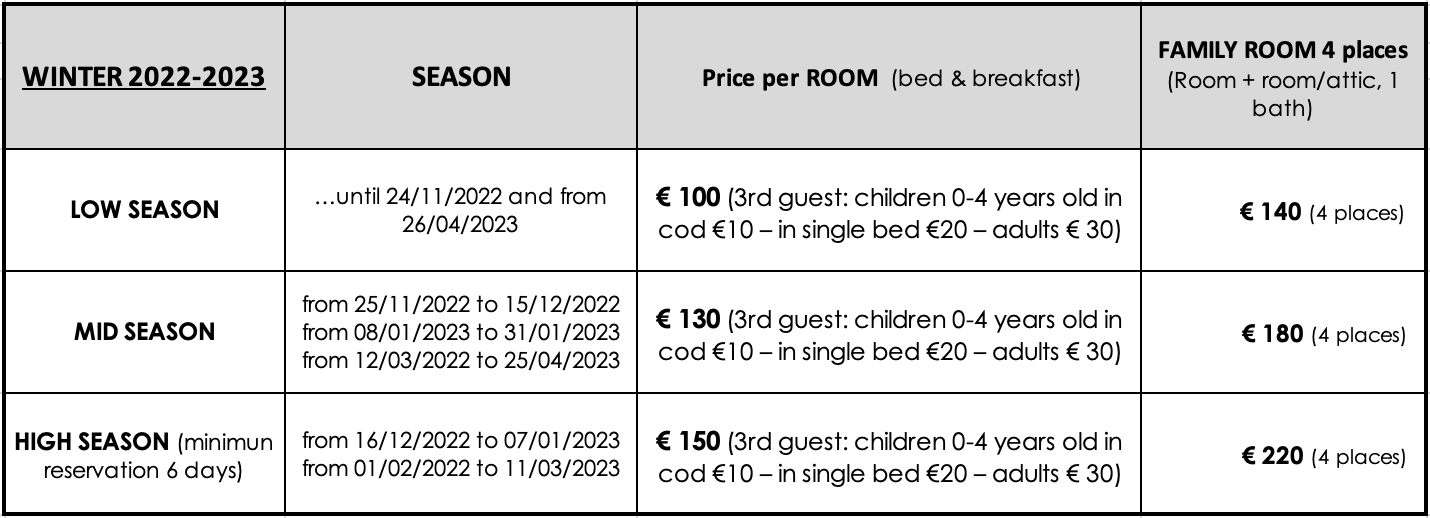 WINTER 2022-2023
SEASON
Price per ROOM (bed & breakfast)
FAMILY ROOM 4 places
(Room + room/attic, 1
bath)
LOW SEASON
…until 24/11/2022 and from
26/04/2023
€ 100 (3rd guest: children 0-4 years old in
cod €10 – in single bed €20 – adults € 30)
€ 140 (4 places)
MID SEASON
from 25/11/2022 to 15/12/2022
from 08/01/2023 to 31/01/2023
from 12/03/2022 to 25/04/2023
€ 130 (3rd guest: children 0-4 years old in
cod €10 – in single bed €20 – adults € 30)
€ 180 (4 places)
HIGH SEASON (minimun
reservation 6 days)
from 16/12/2022 to 07/01/2023
from 01/02/2022 to 11/03/2023
€ 150 (3rd guest: children 0-4 years old in
cod €10 – in single bed €20 – adults € 30)
€ 220 (4 places)